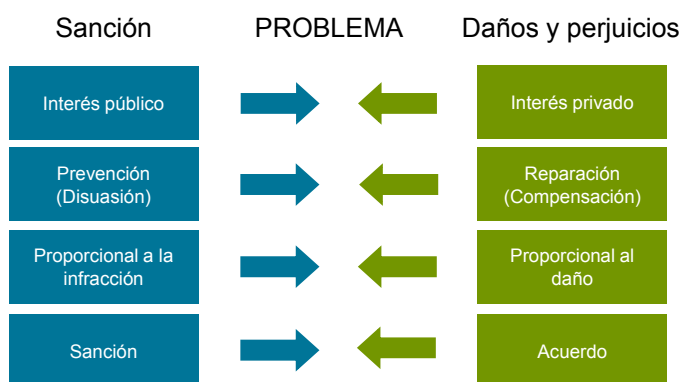 Sanción PROBLEMA Daños y perjuicios
Interés público
Interés privado
Prevención
(Disuasión)
Reparación
(Compensación)
Proporcional a la
infracción
Proporcional al
daño
Sanción
Acuerdo